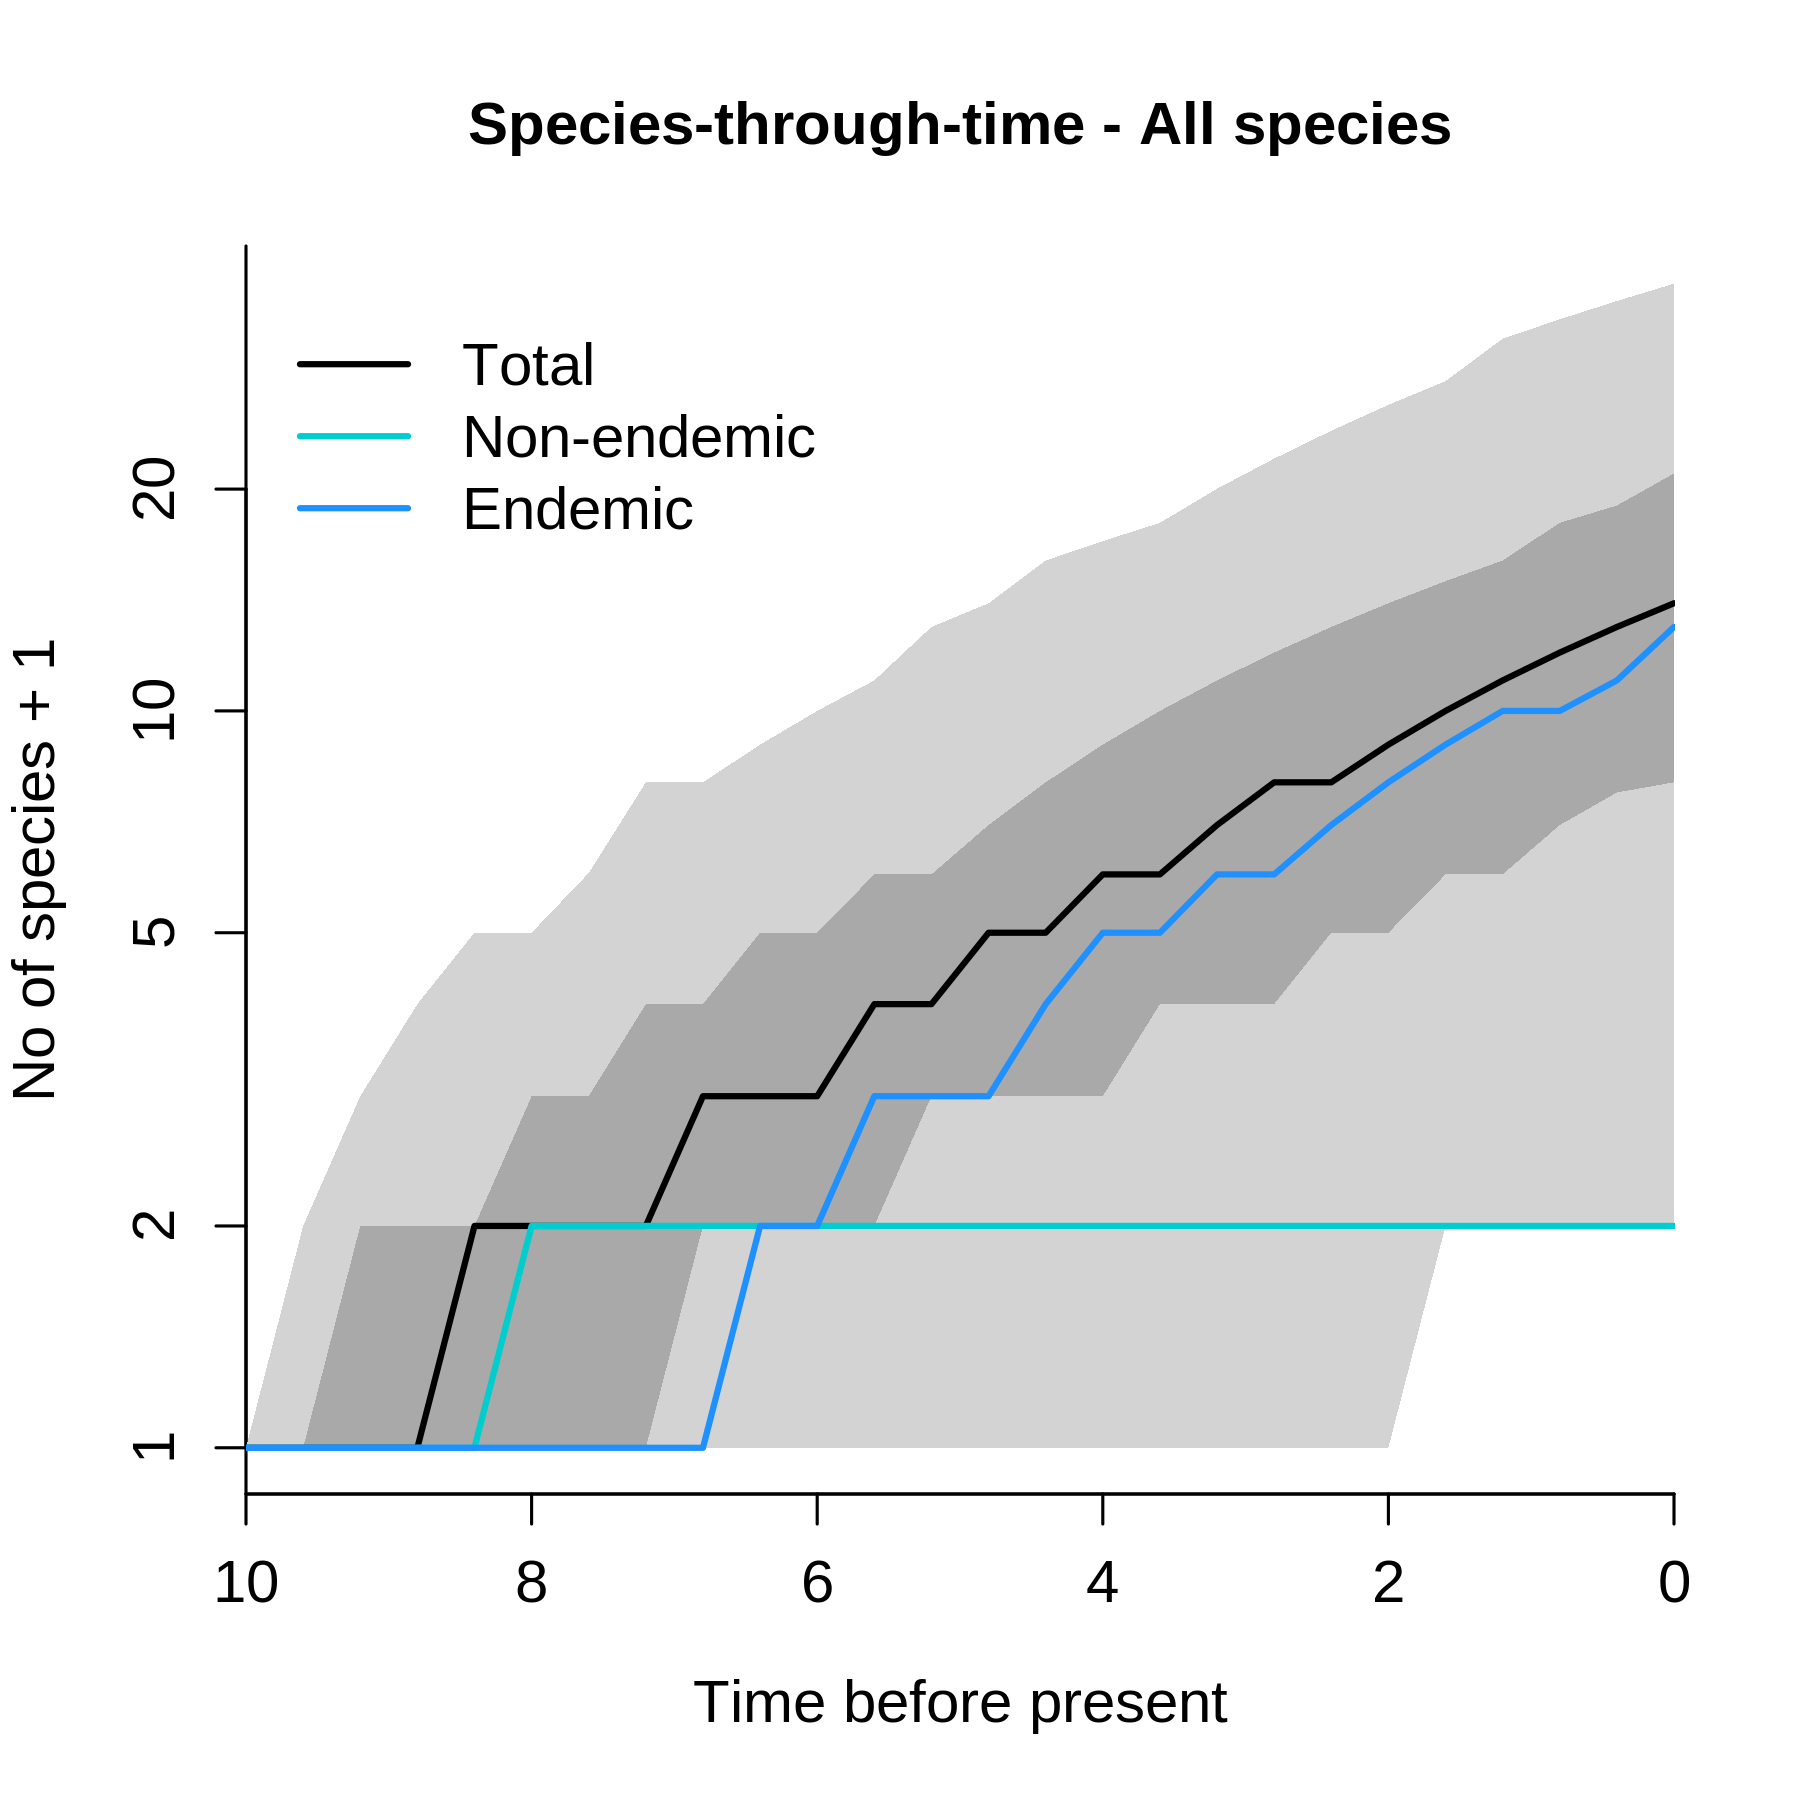 Species-through-time - All species
Total
Non-endemic
Endemic
No of species + 1
20
10
5
2
1
10 8 6 4 2 0
Time before present